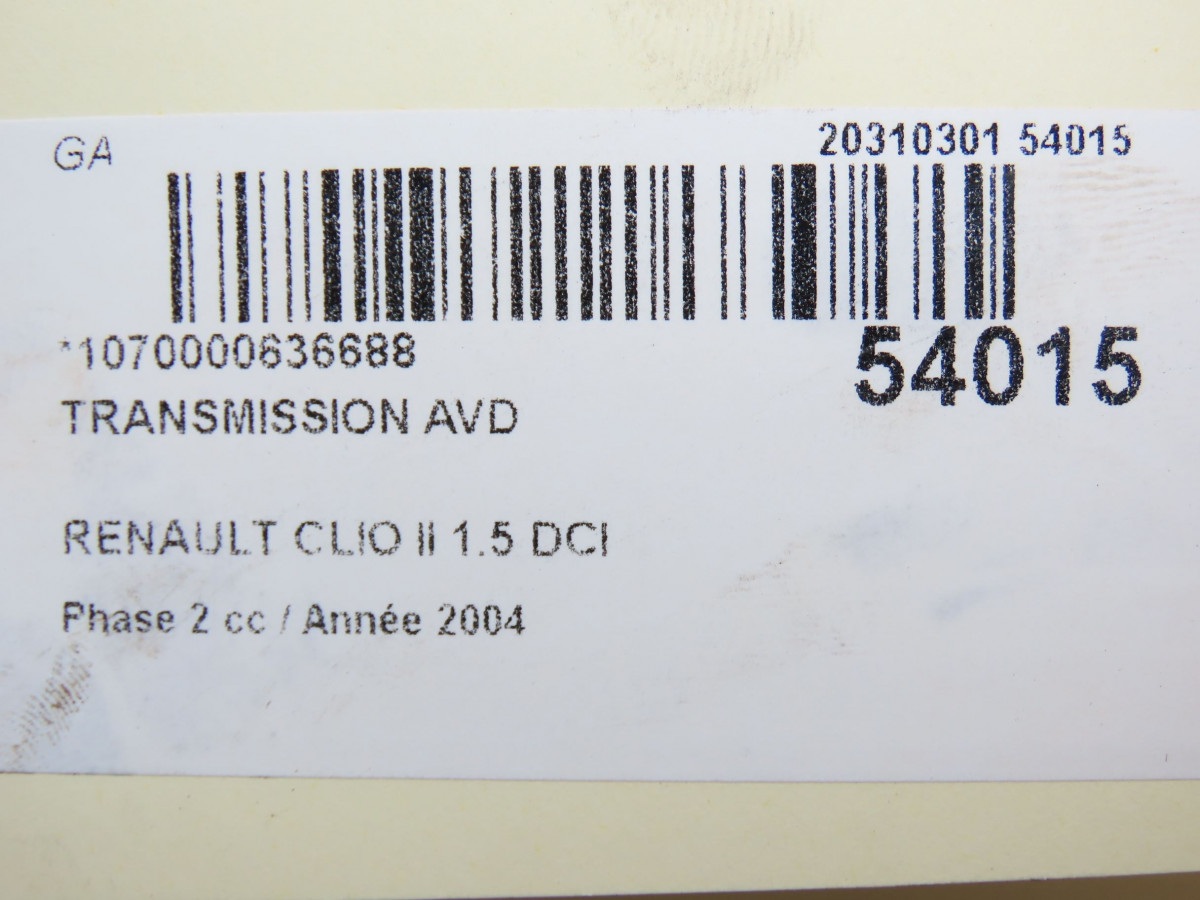 GA
20310301 54015
*1070000636688
54015
TRANSMISSION AVD
RENAULT CLIO II 1.5 DCI
Phase 2 cc / Année 2004